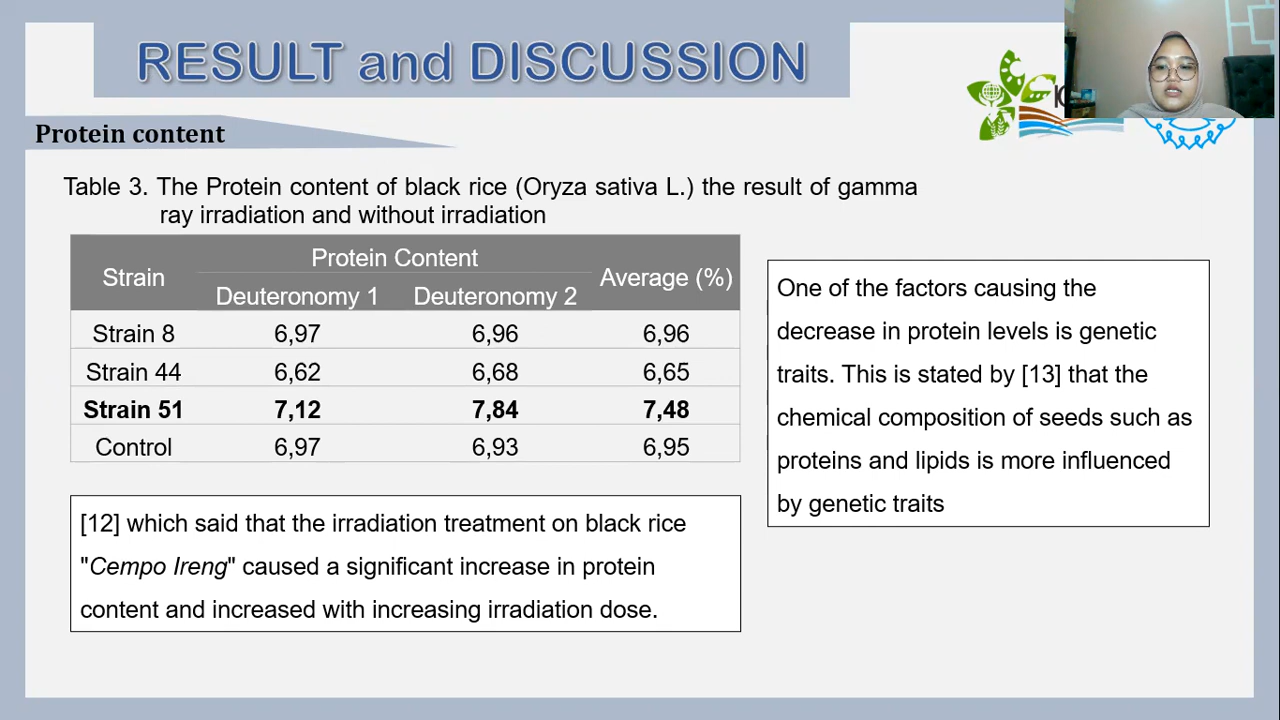 RESULT and DISCUSSION
Protein content
Table 3. The Protein content of black rice (Oryza sativa L.) the result of gamma
ray irradiation and without irradiation
Strain Protein Content Average (%)
Deuteronomy 1 Deuteronomy 2
Strain 8 6,97 6,96 6,96
Strain 44 6,62 6,68 6,65
Strain 51 7,12 7,84 7,48
Control 6,97 6,93 6,95
One of the factors causing the
decrease in protein levels is genetic
traits. This is stated by [13] that the
chemical composition of seeds such as
proteins and lipids is more influenced
by genetic traits
[12] which said that the irradiation treatment on black rice
"Cempo Ireng" caused a significant increase in protein
content and increased with increasing irradiation dose.